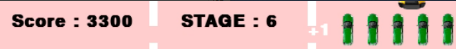 Score : 3300 STAGE : 6 +1